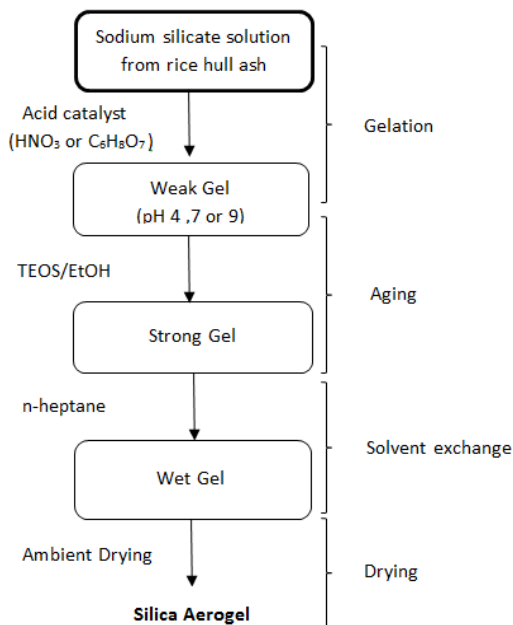 Sodium silicate solution
from rice hull ash
Acid catalyst
(HNO₃ or C₆H₈O₇)
Gelation
Weak Gel
(pH 4 ,7 or 9)
TEOS/EtOH
Aging
Strong Gel
n-heptane
Solvent exchange
Wet Gel
Ambient Drying
Drying
Silica Aerogel